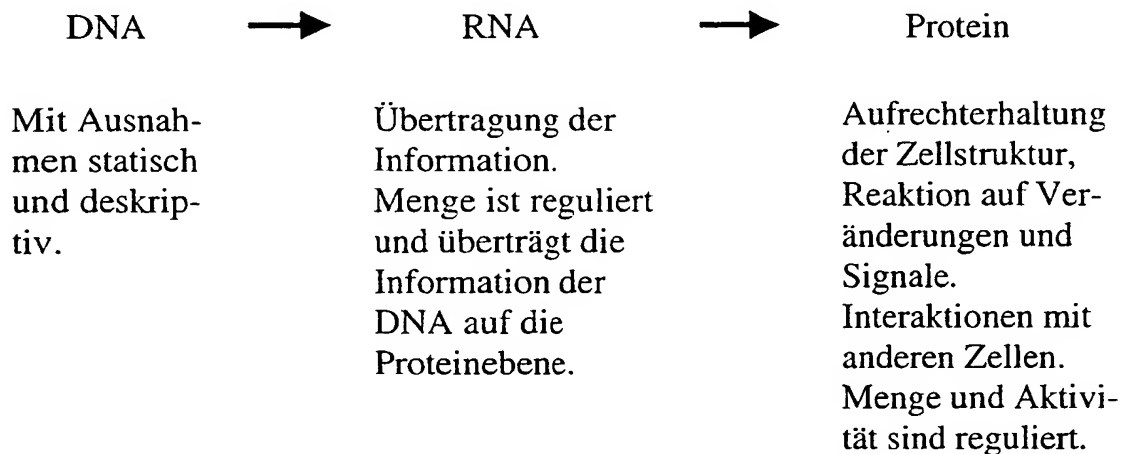 DNA → RNA → Protein
Mit Ausnah-
men statisch
und deskrip-
tiv.
Übertragung der
Information.
Menge ist reguliert
und überträgt die
Information der
DNA auf die
Proteinebene.
Aufrechterhaltung
der Zellstruktur,
Reaktion auf Ver-
änderungen und
Signale.
Interaktionen mit
anderen Zellen.
Menge und Aktivi-
tät sind reguliert.